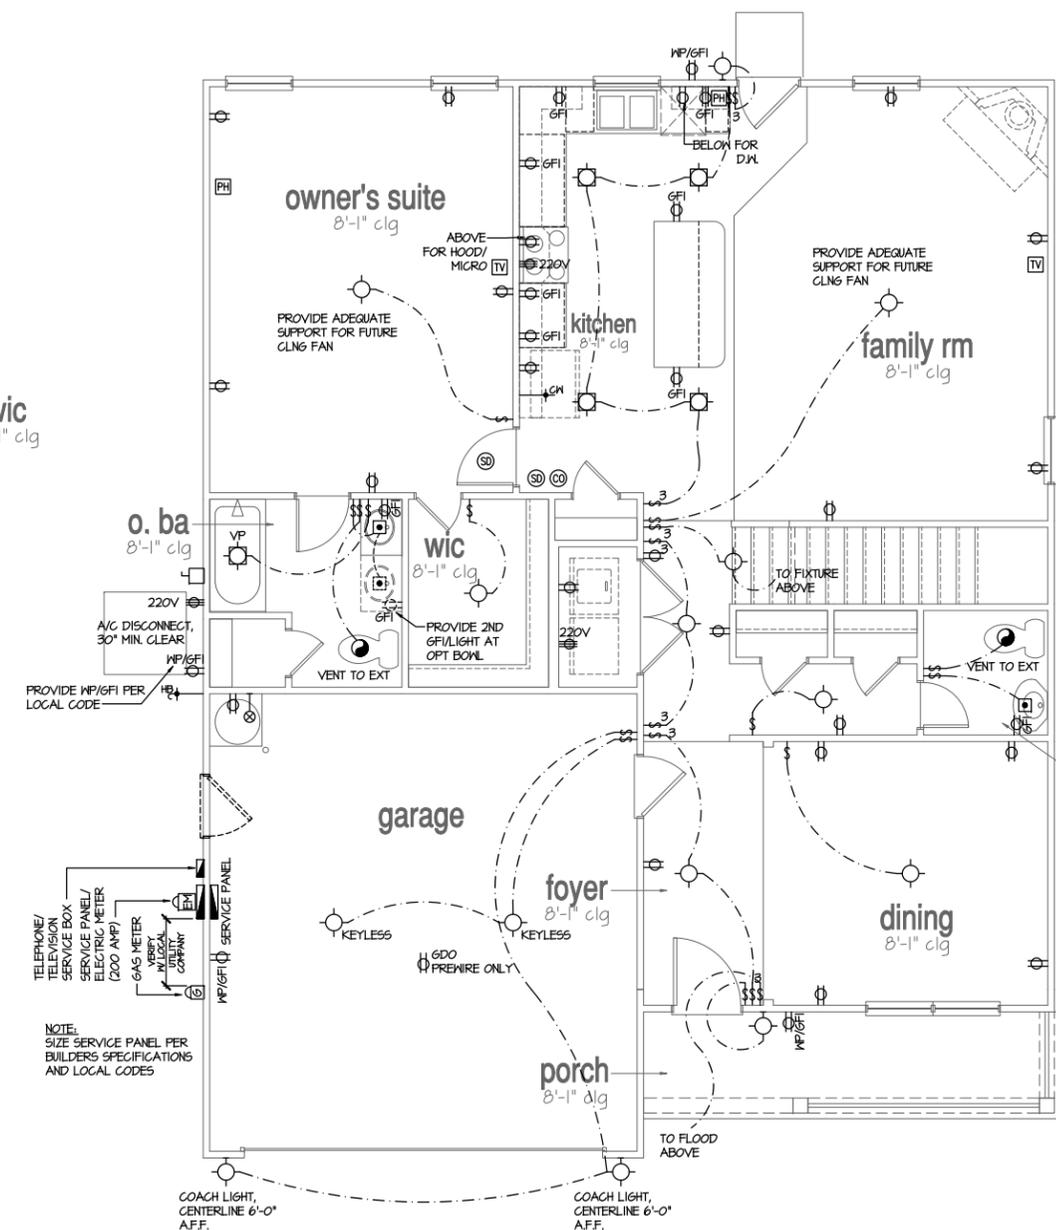 WP/GFI
GFI
GFI
PH
3
BELOW FOR
D.W.
GFI
PH
owner's suite
8'-1" clg
GFI
ABOVE
FOR HOOD/
MICRO
TV
220V
PROVIDE ADEQUATE
SUPPORT FOR FUTURE
CLNG FAN
TV
GFI
PROVIDE ADEQUATE
SUPPORT FOR FUTURE
CLNG FAN
kitchen
8'-1" clg
GFI
family rm
8'-1" clg
CW
GFI
wic
" clg
SD
SD
CO
3
o. ba
8'-1" clg
VP
GFI
wic
8'-1" clg
3
3
TO FIXTURE
ABOVE
220V
A/C DISCONNECT,
30" MIN. CLEAR
GFI
PROVIDE 2ND
GFI/LIGHT AT
OPT BOWL
220V
WP/GFI
VENT TO EXT
VENT TO EXT
PROVIDE WP/GFI PER
LOCAL CODE
HB
GFI
3
3
garage
foyer
8'-1" clg
dining
8'-1" clg
TELEPHONE/
TELEVISION
SERVICE BOX
SERVICE PANEL/
ELECTRIC METER
(200 AMP)
GAS METER
VERIFY
W/ LOCAL
UTILITY
COMPANY
EM
G
SERVICE PANEL
WP/GFI
KEYLESS
KEYLESS
GDO
PREWIRE ONLY
3
WP/GFI
NOTE:
SIZE SERVICE PANEL PER
BUILDERS SPECIFICATIONS
AND LOCAL CODES
porch
8'-1" clg
TO FLOOD
ABOVE
COACH LIGHT,
CENTERLINE 6'-0"
A.F.F.
COACH LIGHT,
CENTERLINE 6'-0"
A.F.F.